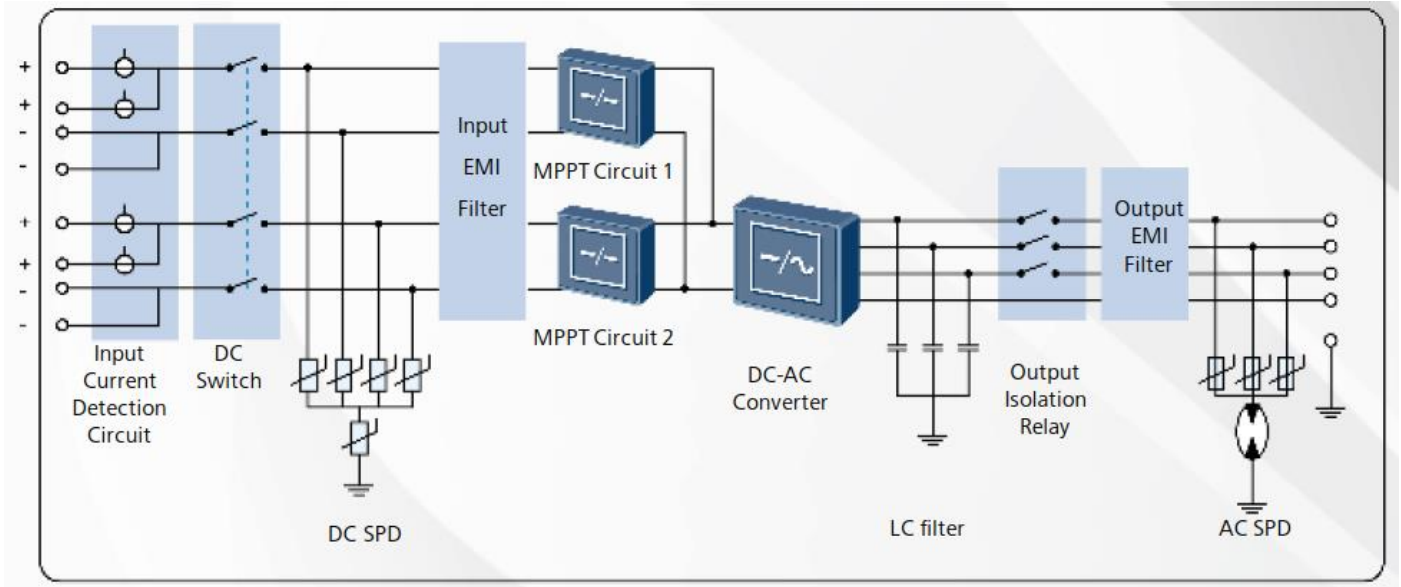 +
+
-
-
+
+
-
-
Input
Current
Detection
Circuit
DC
Switch
DC SPD
Input
EMI
Filter
MPPT Circuit 1
MPPT Circuit 2
DC-AC
Converter
LC filter
Output
Isolation
Relay
Output
EMI
Filter
AC SPD